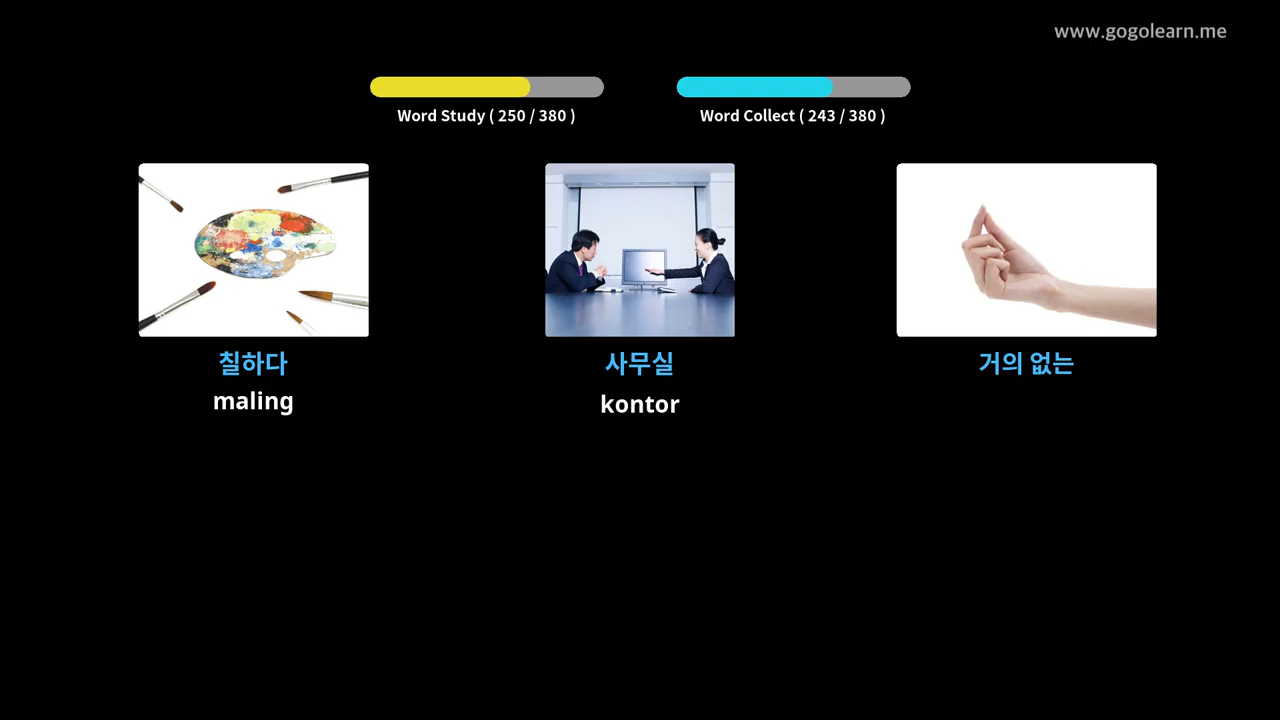 www.gogolearn.me
Word Study ( 250 / 380 )
Word Collect ( 243 / 380 )
칠하다
maling
사무실
kontor
거의 없는